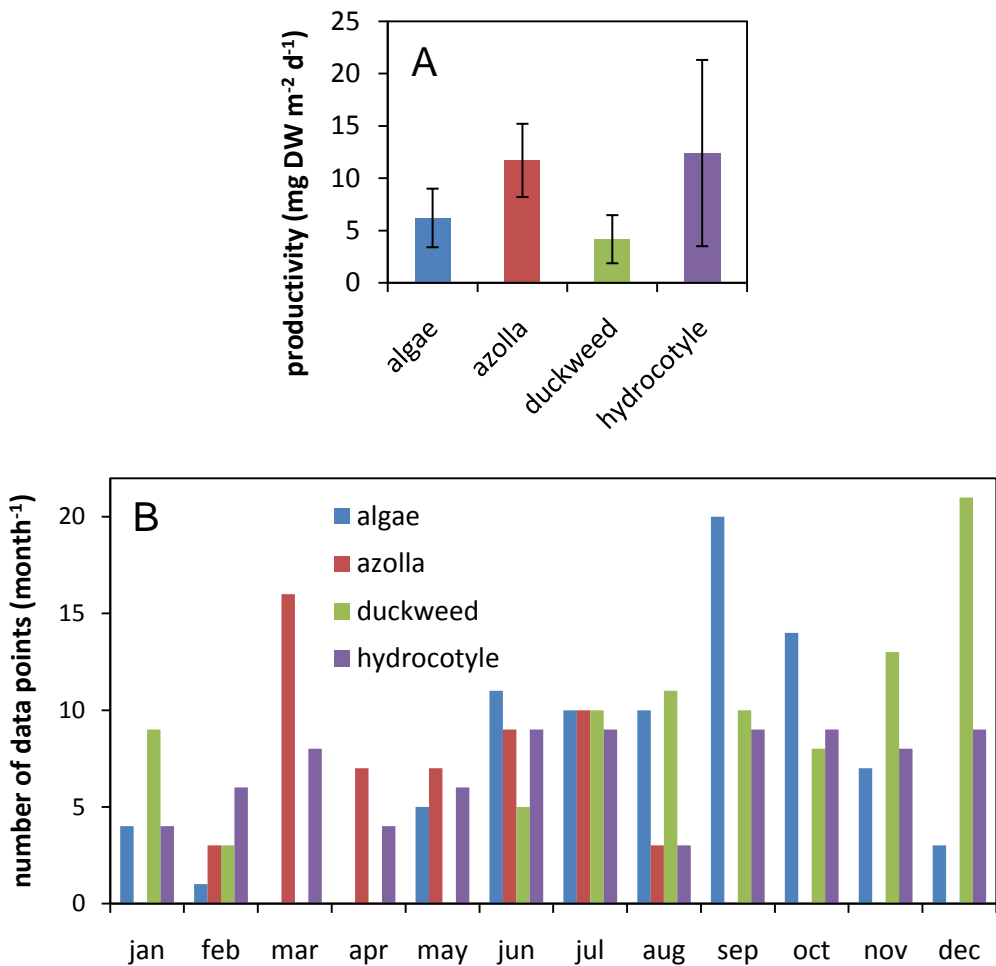 25
20
15
10
5
0
productivity (mg DW m⁻² d⁻¹)
A
algae
azolla
duckweed
hydrocotyle
20
15
10
5
0
number of data points (month⁻¹)
B
algae
azolla
duckweed
hydrocotyle
jan feb mar apr may jun jul aug sep oct nov dec